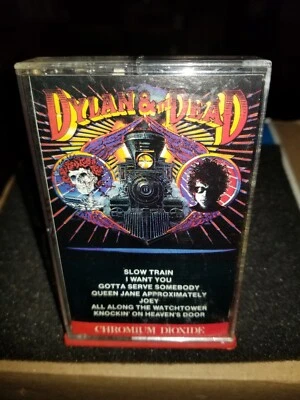 DYLAN & THE DEAD
SLOW TRAIN
I WANT YOU
GOTTA SERVE SOMEBODY
QUEEN JANE APPROXIMATELY
JOEY
ALL ALONG THE WATCHTOWER
KNOCKIN' ON HEAVEN'S DOOR
CHROMIUM DIOXIDE